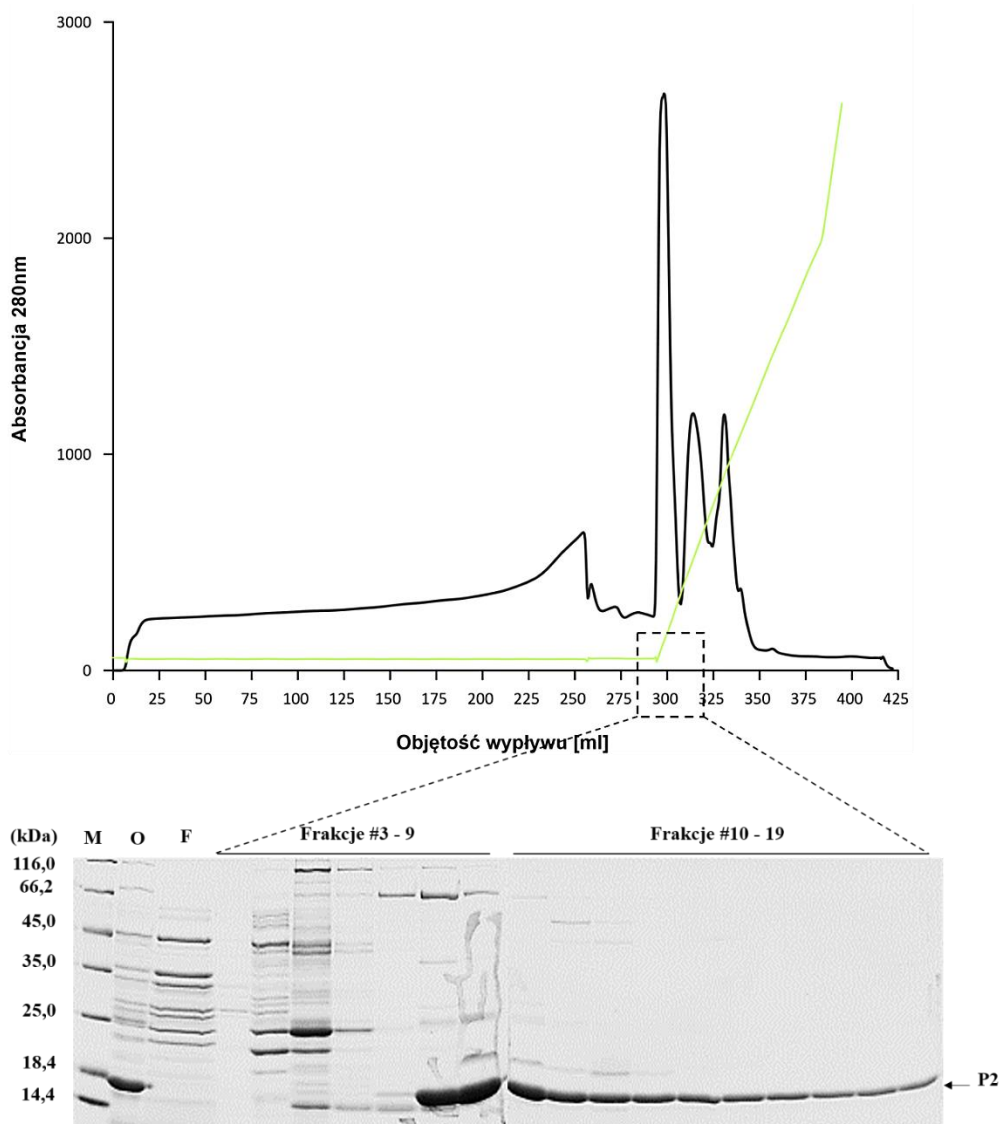 3000
2000
1000
0
Absorbancja 280nm
0 25 50 75 100 125 150 175 200 225 250 275 300 325 350 375 400 425
Objętość wypływu [ml]
(kDa) M O F Frakcje #3 - 9 Frakcje #10 - 19
116,0
66,2
45,0
35,0
25,0
18,4
14,4
P2